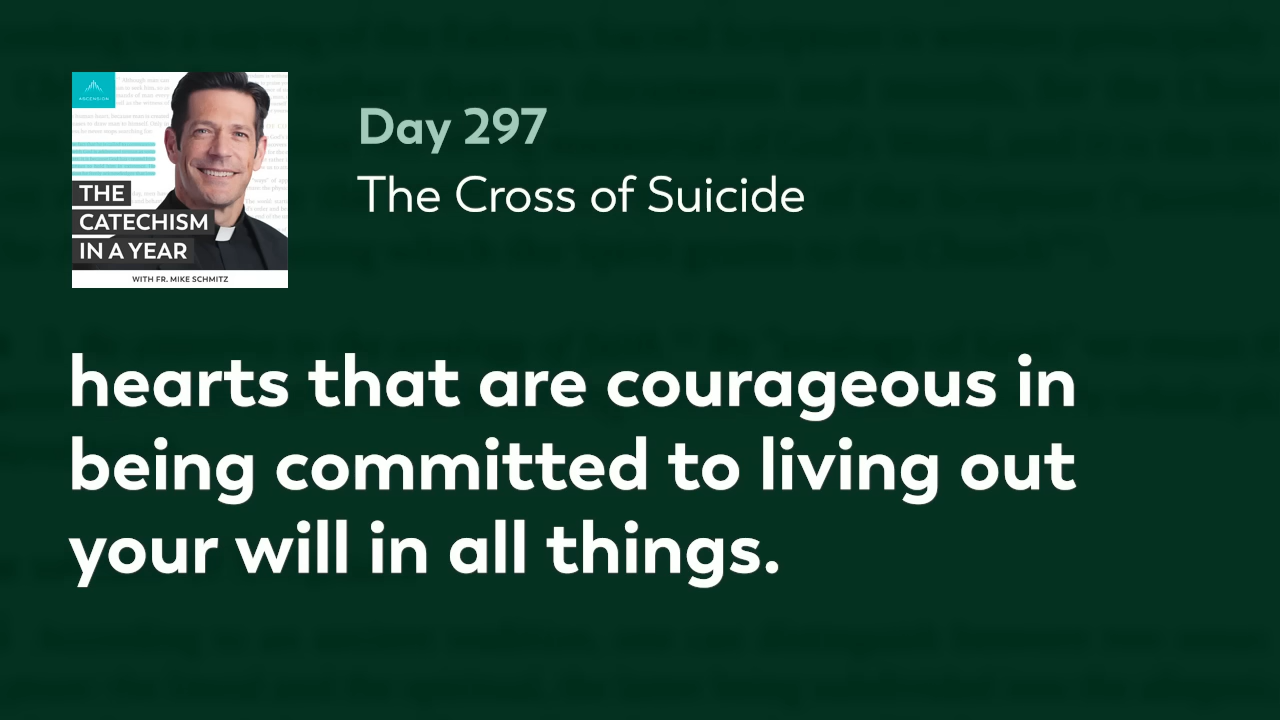 Day 297
The Cross of Suicide
ASCENSION
THE
CATECHISM
IN A YEAR
WITH FR. MIKE SCHMITZ
hearts that are courageous in
being committed to living out
your will in all things.